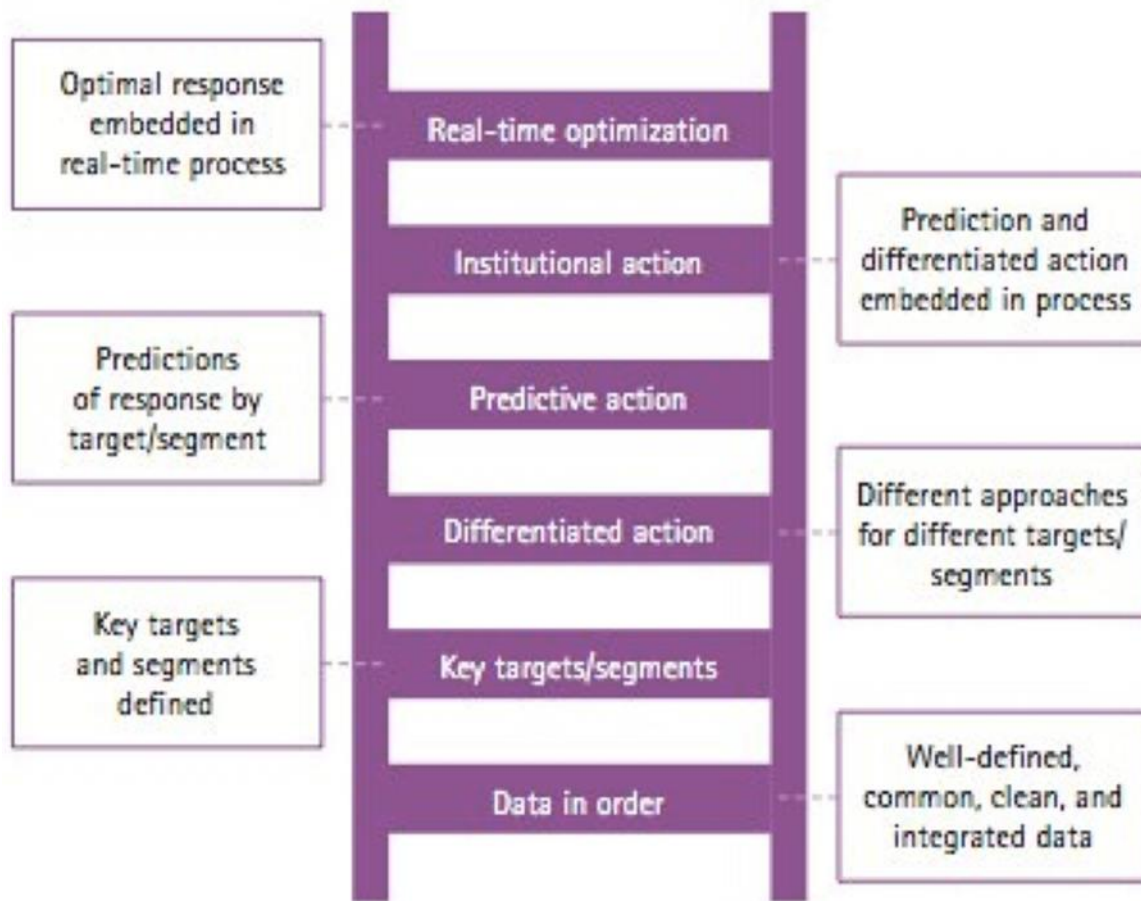 Optimal response
embedded in
real-time process
Real-time optimization
Institutional action
Prediction and
differentiated action
embedded in process
Predictions
of response by
target/segment
Predictive action
Differentiated action
Different approaches
for different targets/
segments
Key targets
and segments
defined
Key targets/segments
Data in order
Well-defined,
common, clean, and
integrated data